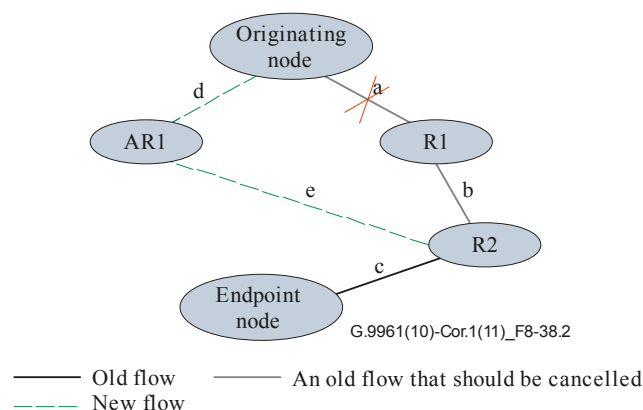 Originating
node
a
d
AR1
R1
e
b
R2
c
Endpoint
node
G.9961(10)-Cor.1(11)_F8-38.2
Old flow
An old flow that should be cancelled
New flow